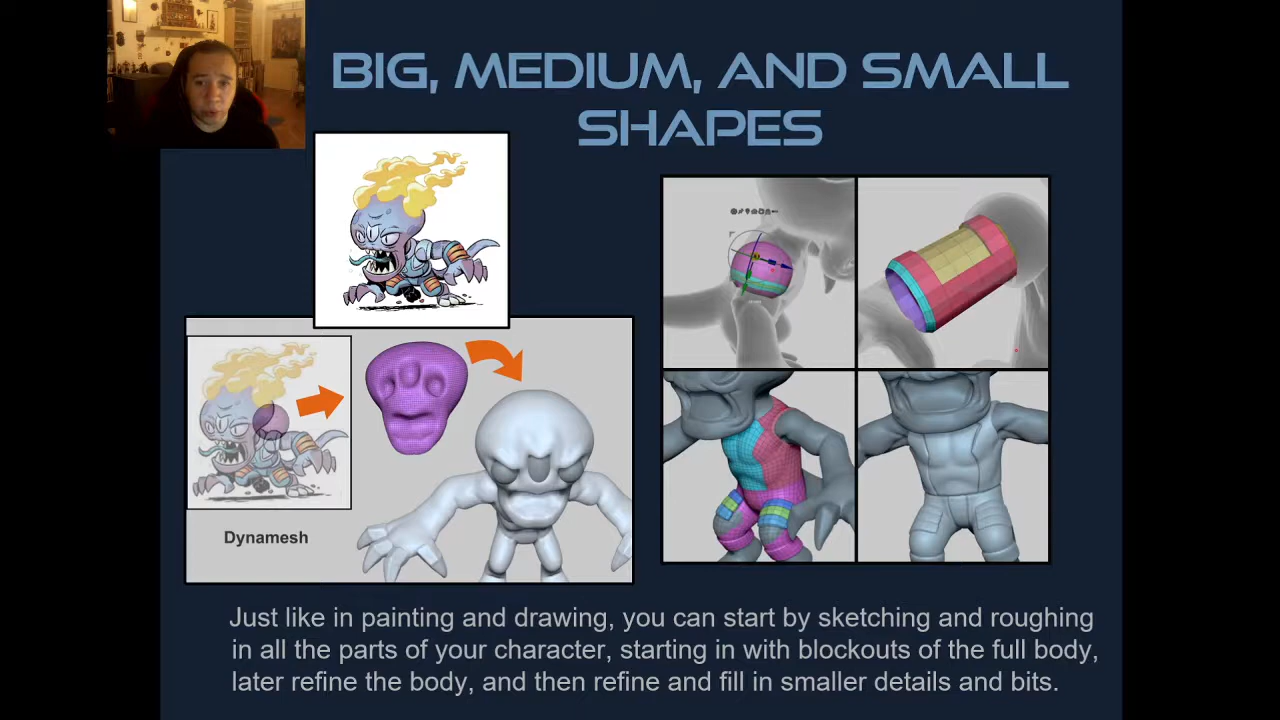 BIG, MEDIUM, AND SMALL
SHAPES
Dynamesh
Just like in painting and drawing, you can start by sketching and roughing
in all the parts of your character, starting in with blockouts of the full body,
later refine the body, and then refine and fill in smaller details and bits.